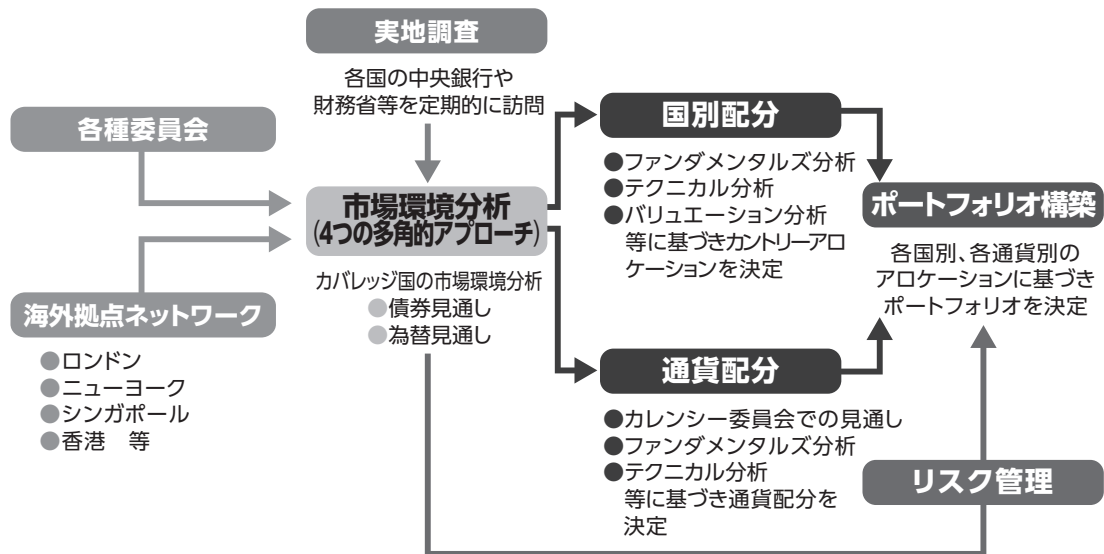 実地調査
各国の中央銀行や
財務省等を定期的に訪問
各種委員会
海外拠点ネットワーク
●ロンドン
●ニューヨーク
●シンガポール
●香港　等
市場環境分析
(4つの多角的アプローチ)
カバレッジ国の市場環境分析
●債券見通し
●為替見通し
国別配分
●ファンダメンタルズ分析
●テクニカル分析
●バリュエーション分析
等に基づきカントリーアロ
ケーションを決定
通貨配分
●カレンシー委員会での見通し
●ファンダメンタルズ分析
●テクニカル分析
等に基づき通貨配分を
決定
ポートフォリオ構築
各国別、各通貨別の
アロケーションに基づき
ポートフォリオを決定
リスク管理